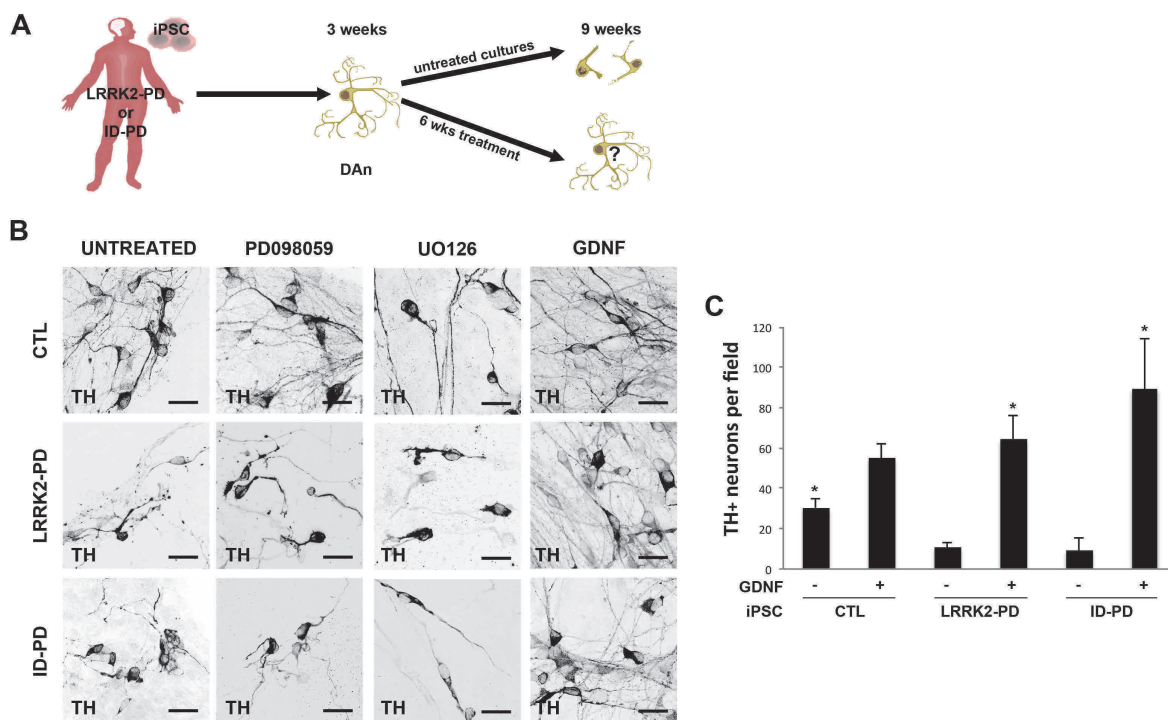 A
iPSC
LRRK2-PD
or
ID-PD
3 weeks
DAn
untreated cultures
6 wks treatment
9 weeks
?
B
UNTREATED PD098059 UO126 GDNF
CTL
TH TH TH TH
LRRK2-PD
TH TH TH TH
ID-PD
TH TH TH TH
C
TH+ neurons per field
120
100
80
60
40
20
0
* * *
GDNF - + - + - +
iPSC CTL LRRK2-PD ID-PD